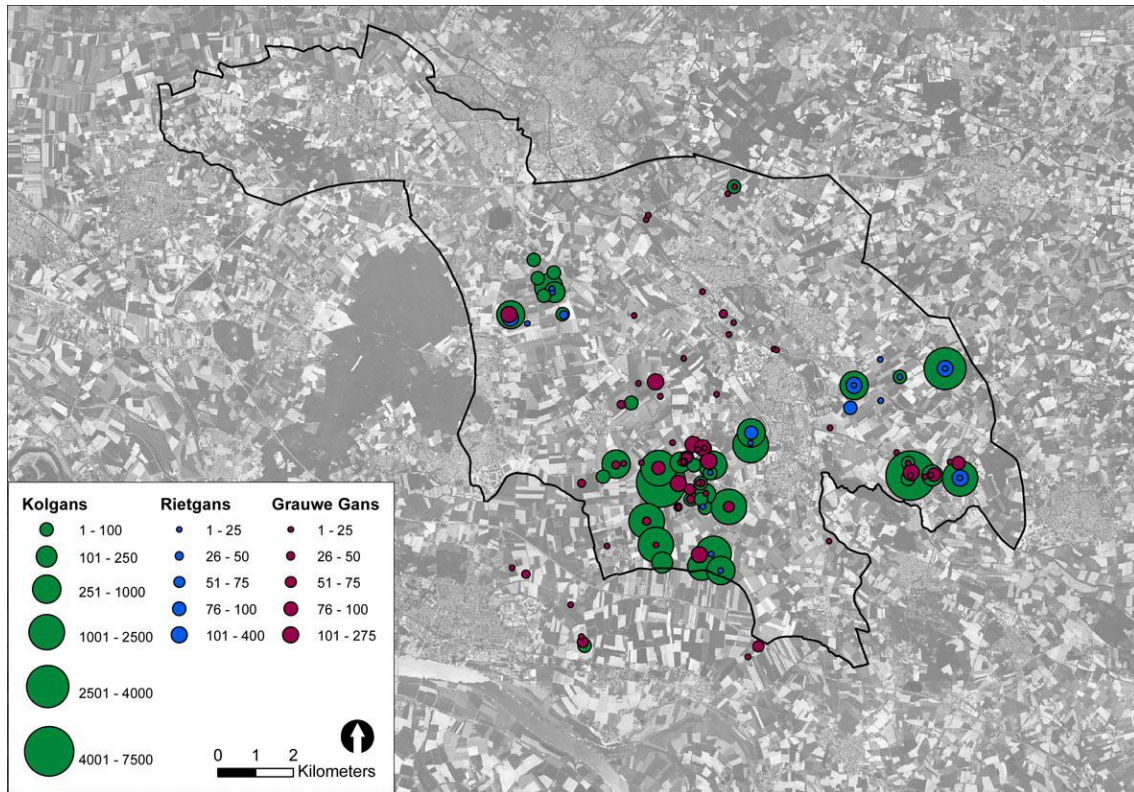 Kolgans
1 - 100
101 - 250
251 - 1000
1001 - 2500
2501 - 4000
4001 - 7500
Rietgans
1 - 25
26 - 50
51 - 75
76 - 100
101 - 400
Grauwe Gans
1 - 25
26 - 50
51 - 75
76 - 100
101 - 275
0 1 2
Kilometers